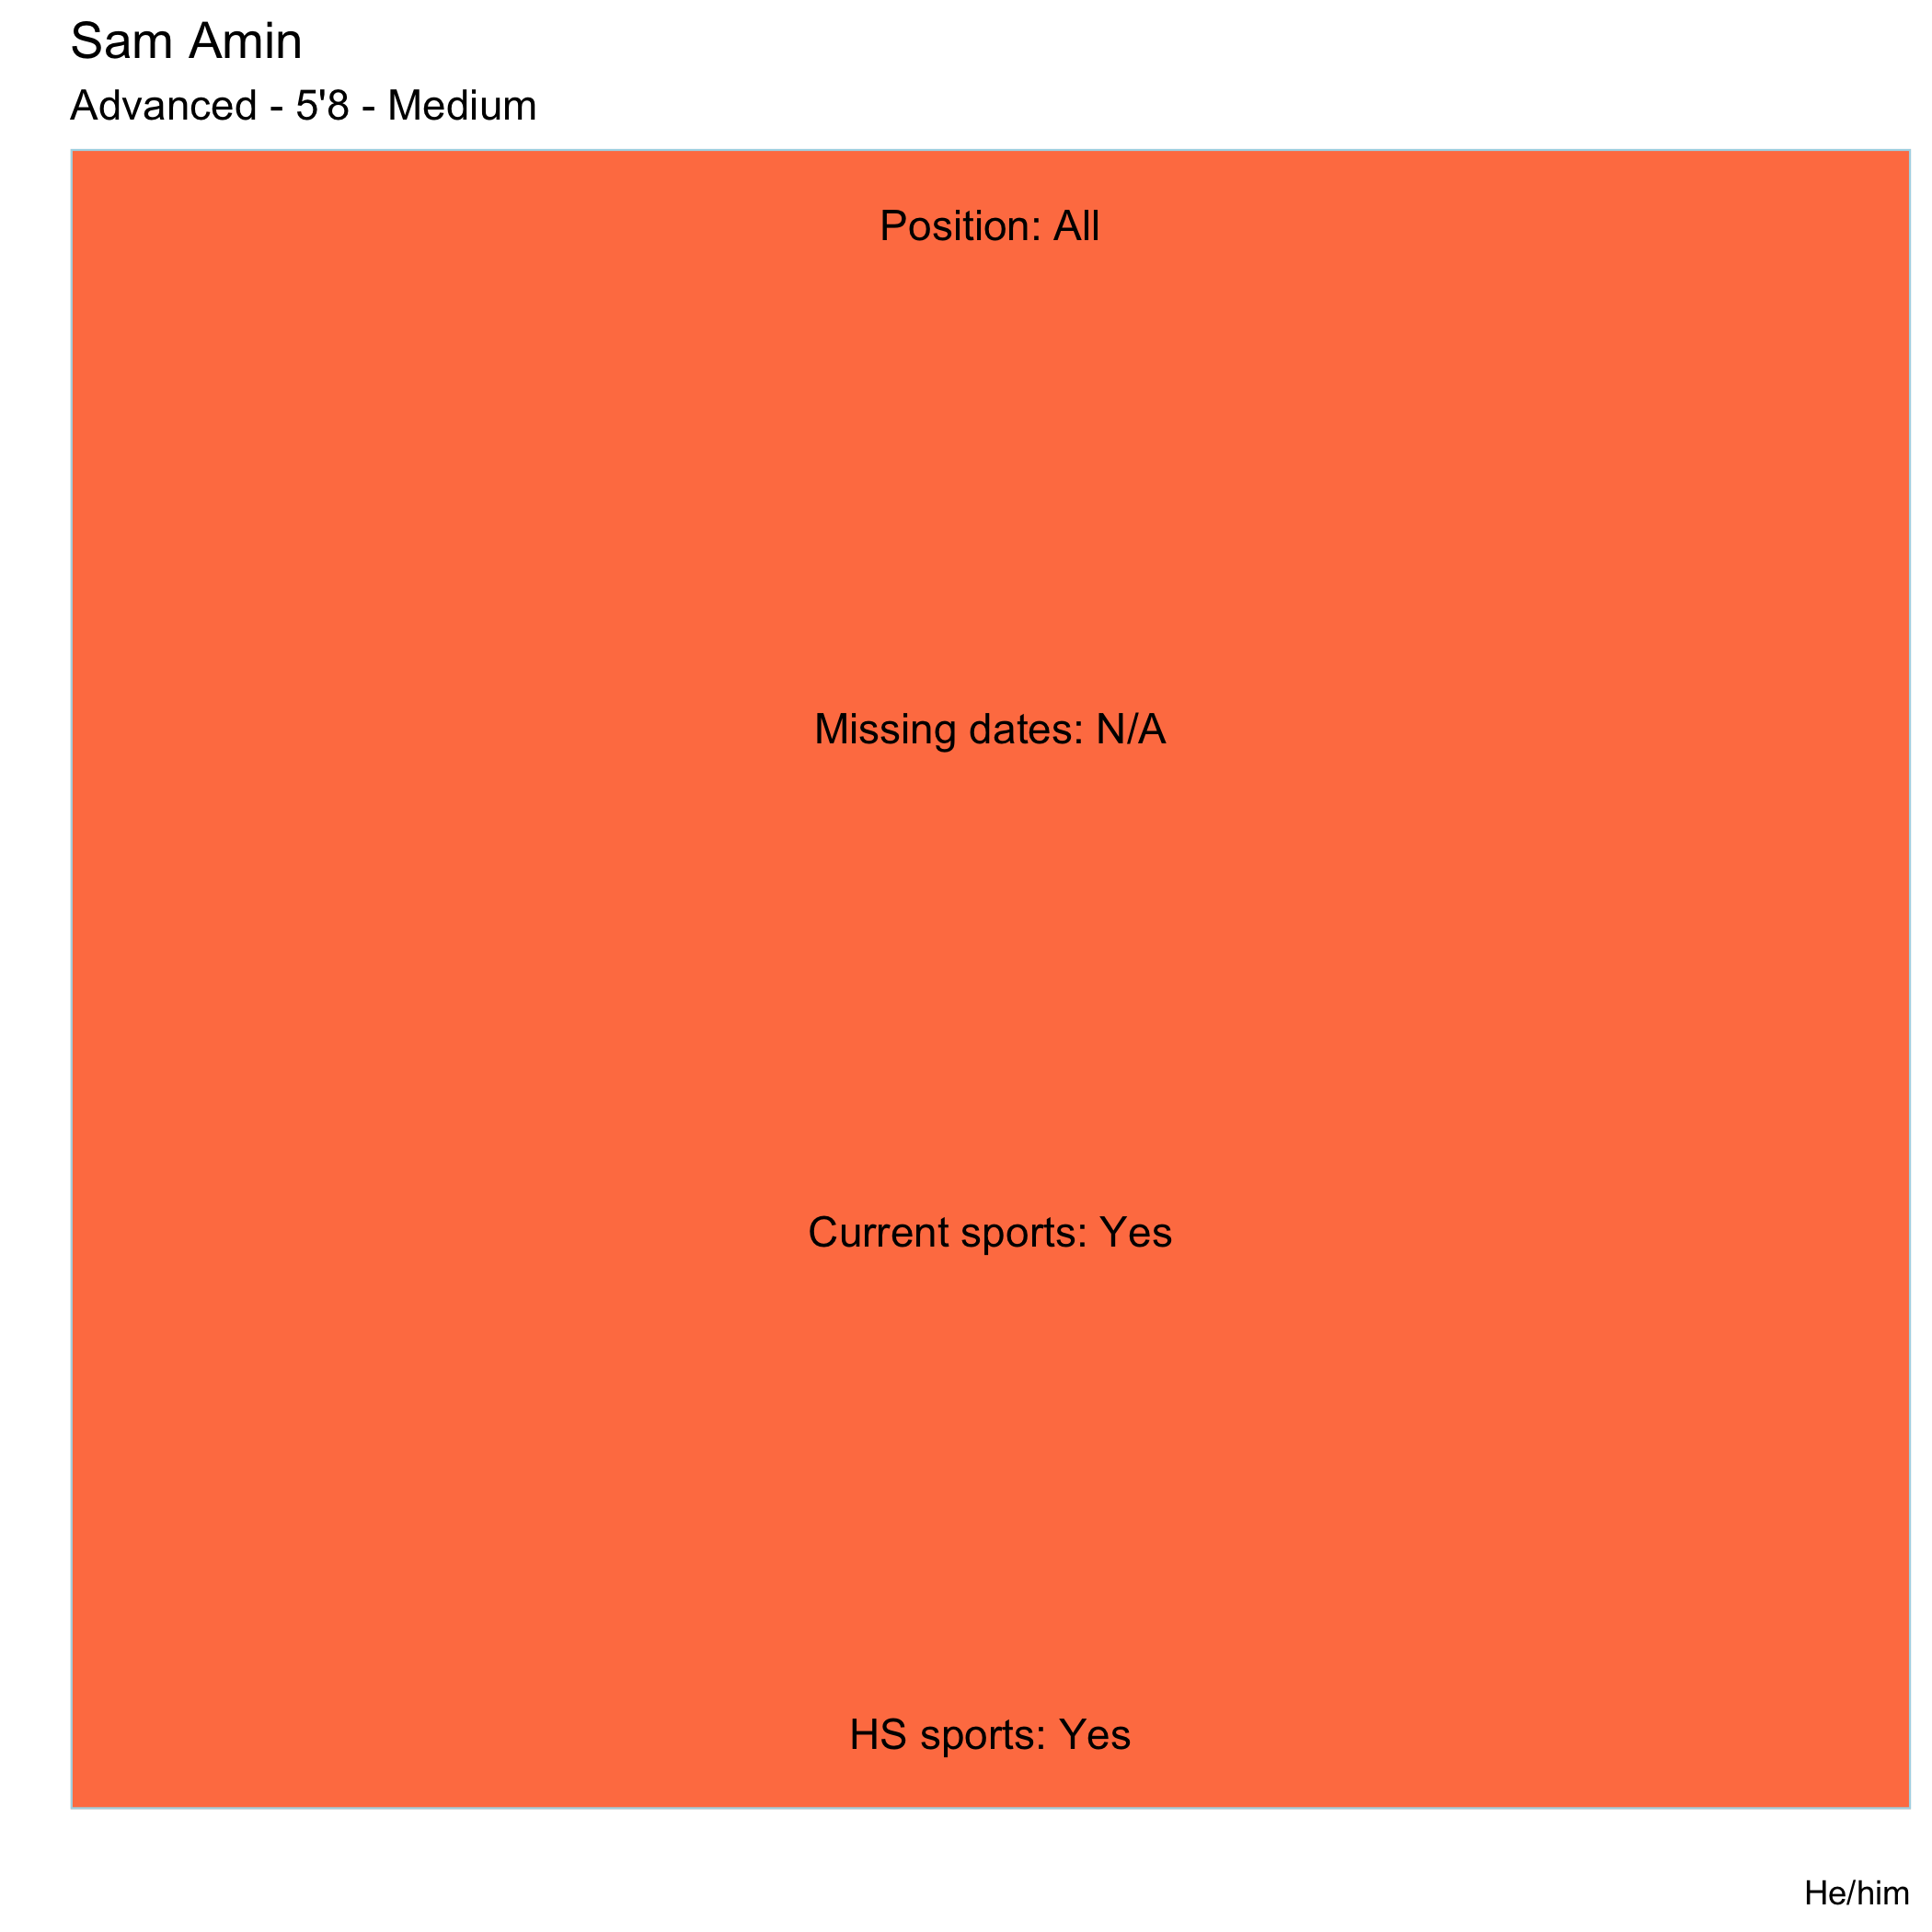 Sam Amin
Advanced - 5'8 - Medium
Position: All
Missing dates: N/A
Current sports: Yes
HS sports: Yes
He/him